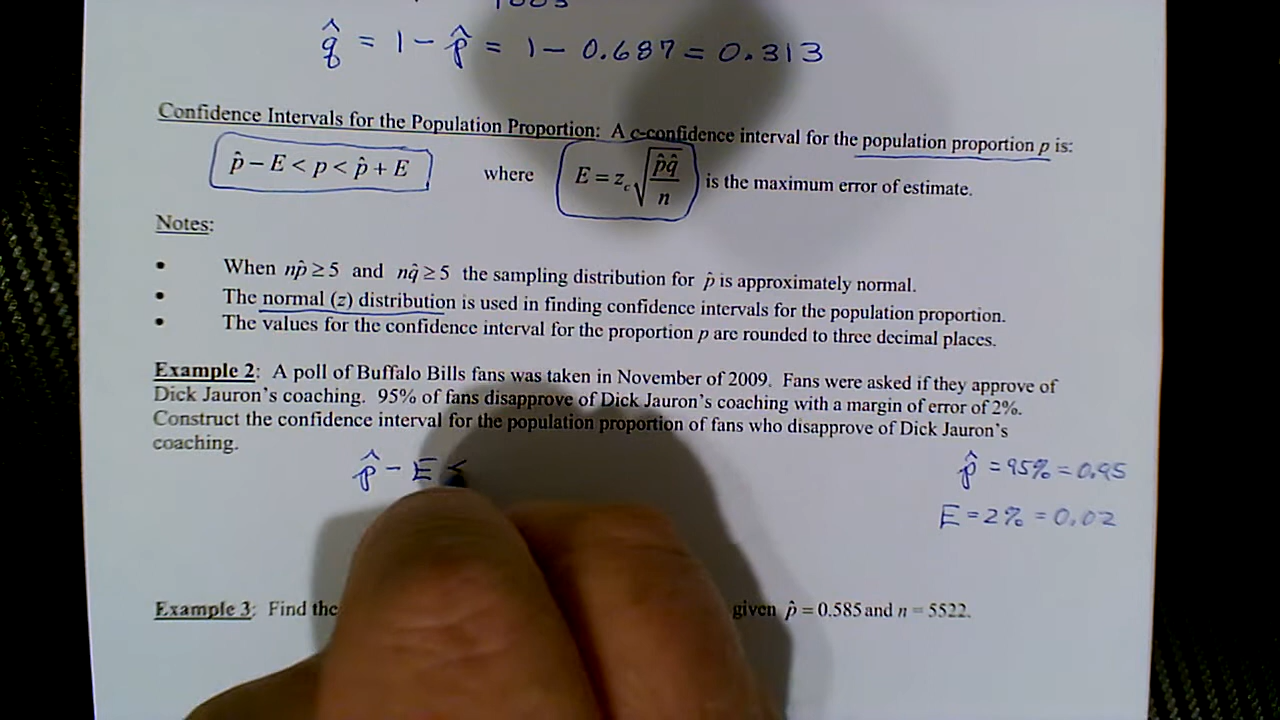 q̂ = 1 - p̂ = 1 - 0.687 = 0.313
Confidence Intervals for the Population Proportion: A c-confidence interval for the population proportion p is:
p̂ − E < p < p̂ + E where E = z_c √(p̂q̂/n) is the maximum error of estimate.
Notes:
• When np̂ ≥ 5 and nq̂ ≥ 5 the sampling distribution for p̂ is approximately normal.
• The normal (z) distribution is used in finding confidence intervals for the population proportion.
• The values for the confidence interval for the proportion p are rounded to three decimal places.
Example 2: A poll of Buffalo Bills fans was taken in November of 2009. Fans were asked if they approve of
Dick Jauron's coaching. 95% of fans disapprove of Dick Jauron's coaching with a margin of error of 2%.
Construct the confidence interval for the population proportion of fans who disapprove of Dick Jauron's
coaching.
p̂ - E <
p̂ = 95% = 0.95
E = 2% = 0.02
Example 3: Find the given p̂ = 0.585 and n = 5522.